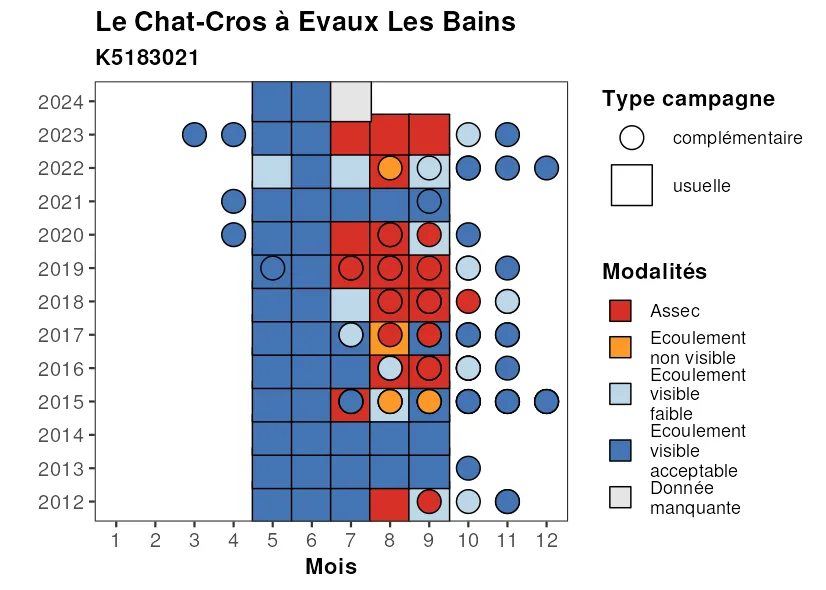 Le Chat-Cros à Evaux Les Bains
K5183021
2024
2023
2022
2021
2020
2019
2018
2017
2016
2015
2014
2013
2012
1 2 3 4 5 6 7 8 9 10 11 12
Mois
Type campagne
complémentaire
usuelle
Modalités
Assec
Ecoulement
non visible
Ecoulement
visible
faible
Ecoulement
visible
acceptable
Donnée
manquante